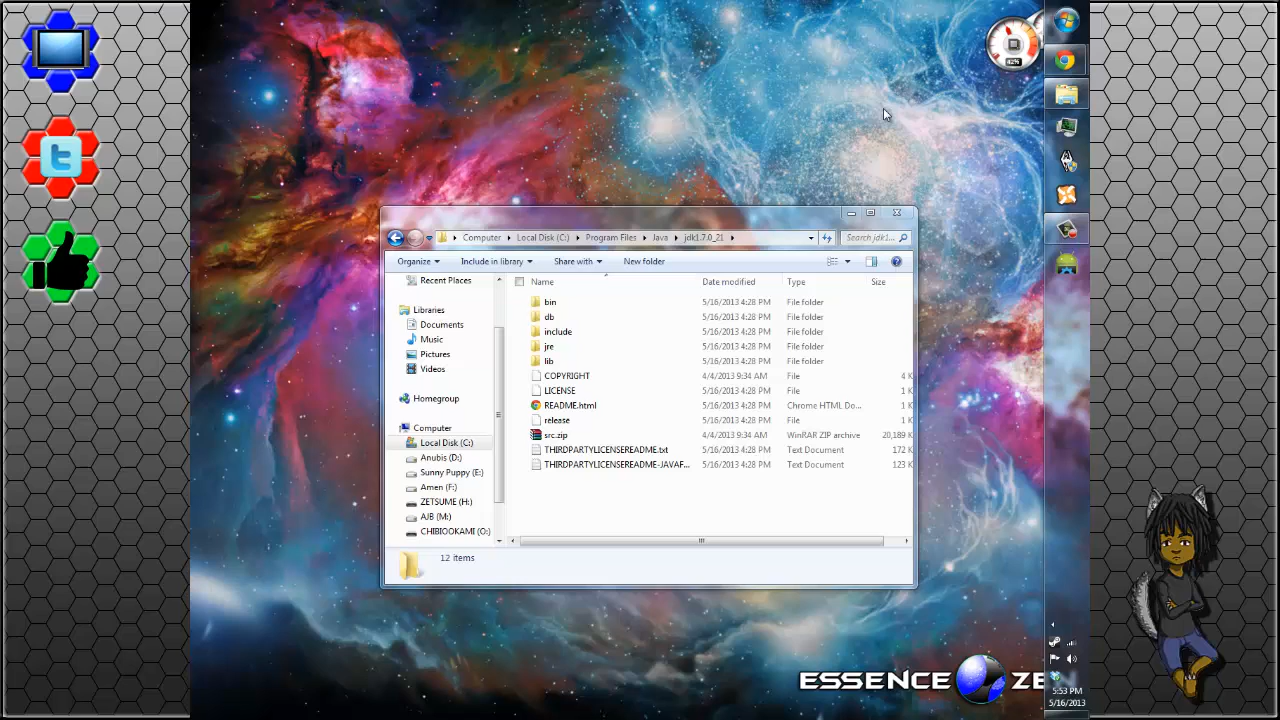 42%
Computer Local Disk (C:) Program Files Java jdk1.7.0_21 Search jdk1...
Organize Include in library Share with New folder
Recent Places
Libraries
Documents
Music
Pictures
Videos
Homegroup
Computer
Local Disk (C:)
Anubis (D:)
Sunny Puppy (E:)
Amen (F:)
ZETSUME (H:)
AJB (M:)
CHIBIOOKAMI (O:)
Name Date modified Type Size
bin 5/16/2013 4:28 PM File folder
db 5/16/2013 4:28 PM File folder
include 5/16/2013 4:28 PM File folder
jre 5/16/2013 4:28 PM File folder
lib 5/16/2013 4:28 PM File folder
COPYRIGHT 4/4/2013 9:34 AM File 4 K
LICENSE 5/16/2013 4:28 PM File 1 K
README.html 5/16/2013 4:28 PM Chrome HTML Do... 1 K
release 5/16/2013 4:28 PM File 1 K
src.zip 4/4/2013 9:34 AM WinRAR ZIP archive 20,189 K
THIRDPARTYLICENSEREADME.txt 5/16/2013 4:28 PM Text Document 172 K
THIRDPARTYLICENSEREADME-JAVAF... 5/16/2013 4:28 PM Text Document 123 K
12 items
ESSENCE ZE
5:53 PM
5/16/2013